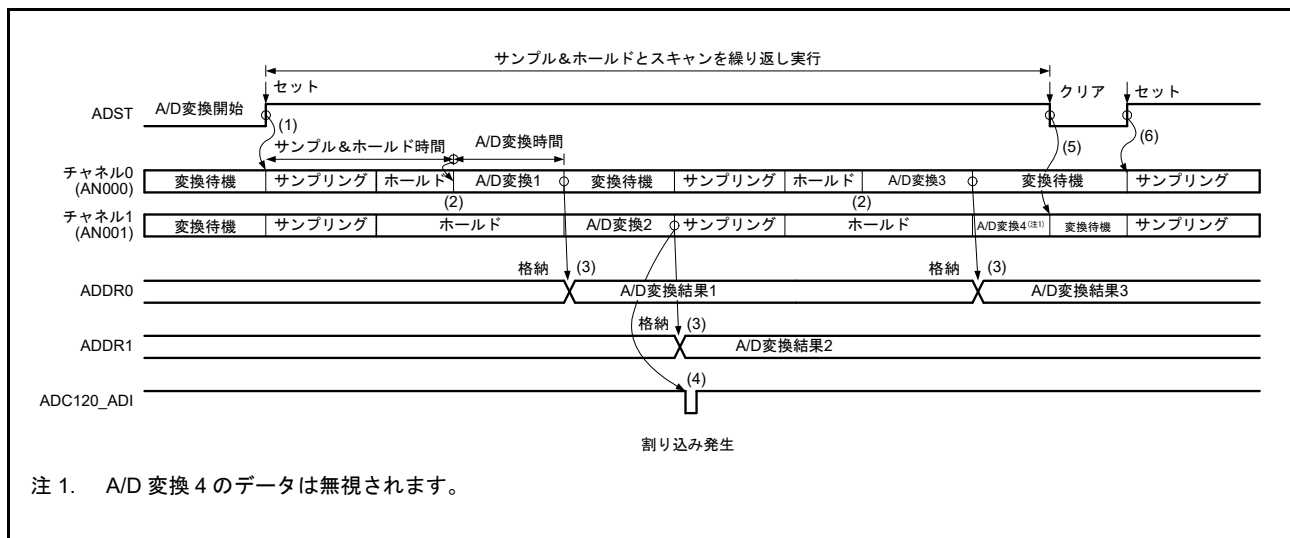 サンプル＆ホールドとスキャンを繰り返し実行
セット
クリア
セット
ADST
A/D変換開始
(1)
(5)
(6)
サンプル＆ホールド時間
A/D変換時間
チャネル0
(AN000)
変換待機 サンプリング ホールド A/D変換1 変換待機 サンプリング ホールド A/D変換3 変換待機 サンプリング
(2)
(2)
チャネル1
(AN001)
変換待機 サンプリング ホールド A/D変換2 サンプリング ホールド A/D変換4(注1) 変換待機 サンプリング
格納 (3)
格納 (3)
ADDR0
A/D変換結果1
A/D変換結果3
格納 (3)
ADDR1
A/D変換結果2
(4)
ADC120_ADI
割り込み発生
注 1. A/D 変換 4 のデータは無視されます。